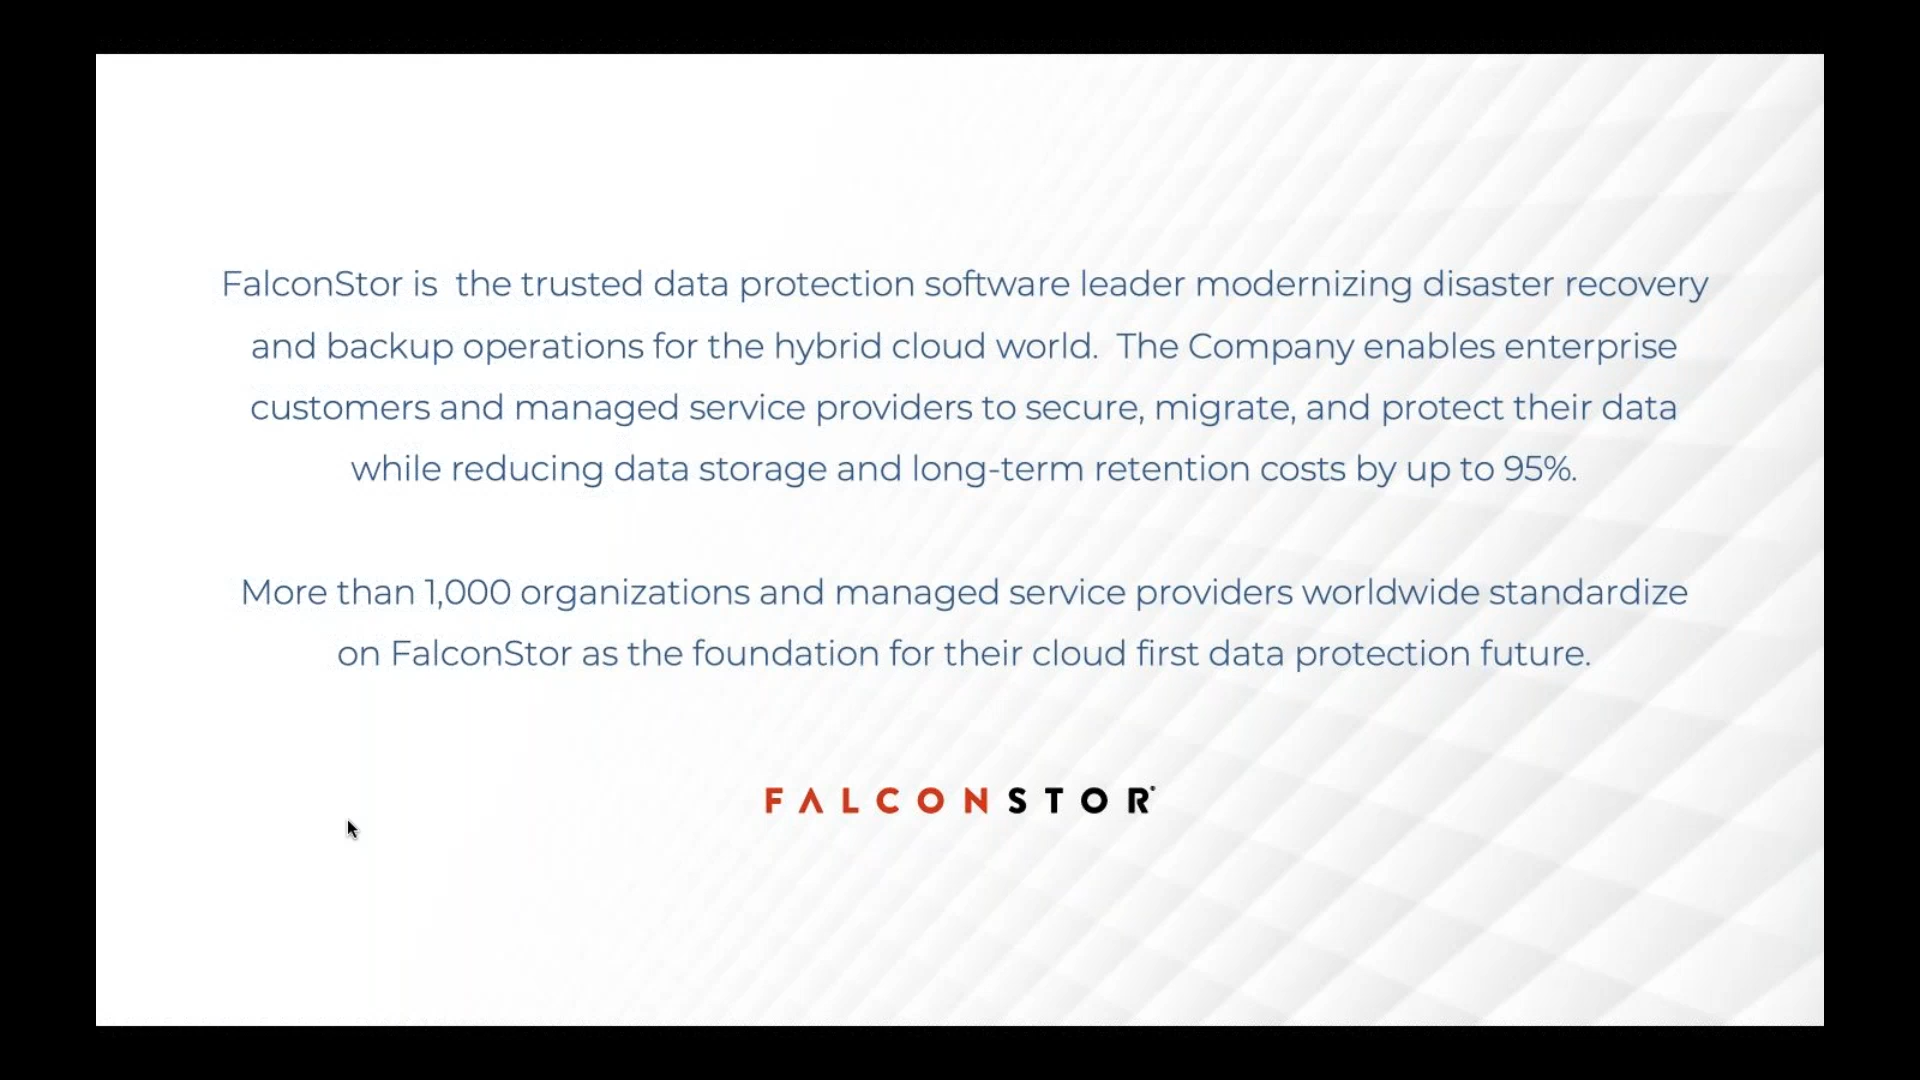 FalconStor is  the trusted data protection software leader modernizing disaster recovery
and backup operations for the hybrid cloud world.  The Company enables enterprise
customers and managed service providers to secure, migrate, and protect their data
while reducing data storage and long-term retention costs by up to 95%.
More than 1,000 organizations and managed service providers worldwide standardize
on FalconStor as the foundation for their cloud first data protection future.
FALCONSTOR®